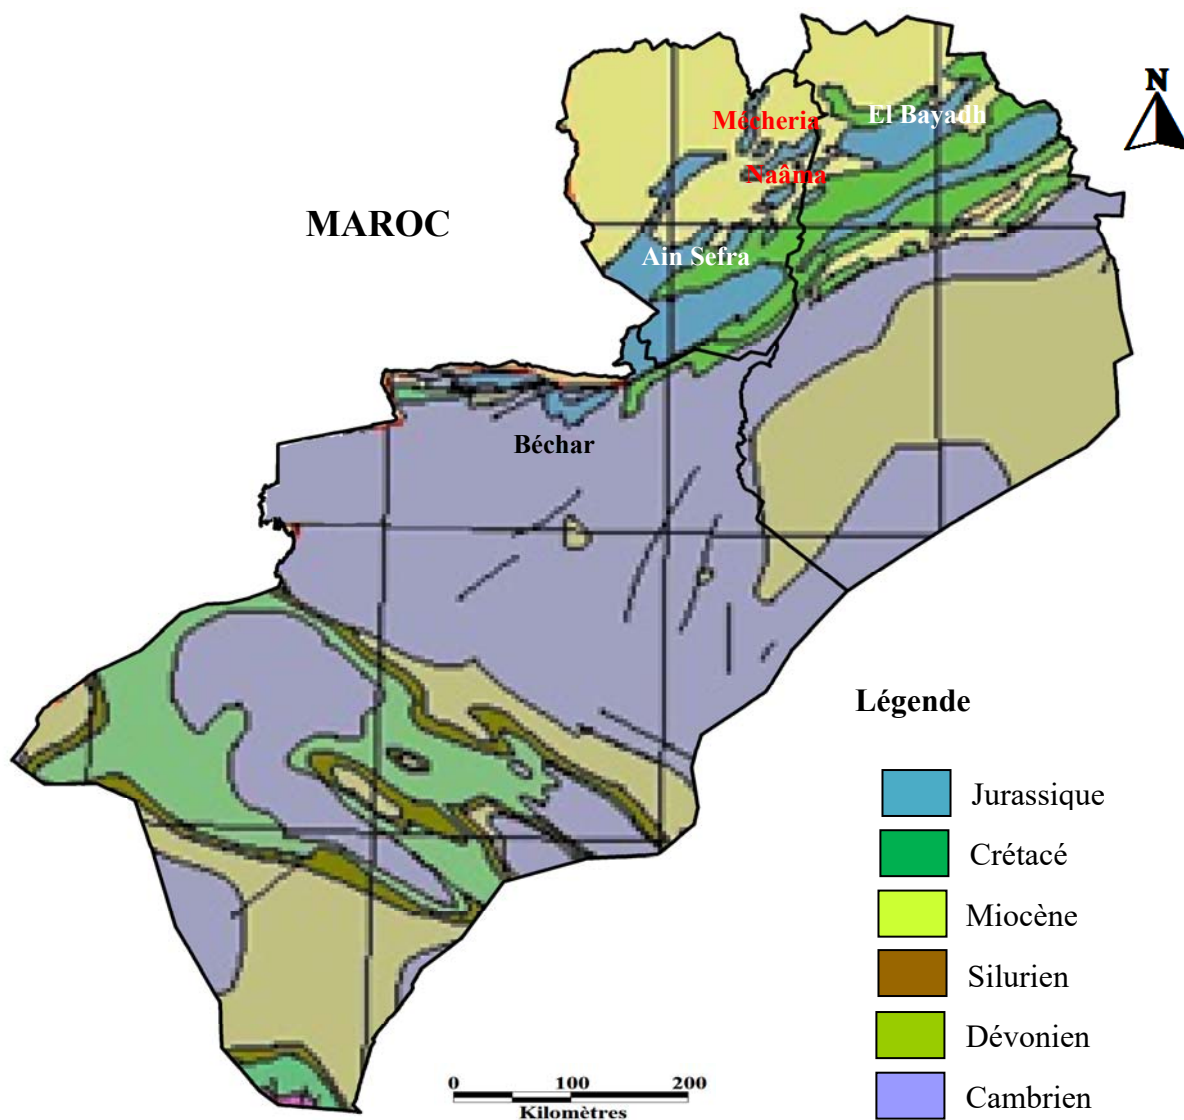 N
Mécheria
El Bayadh
Naâma
MAROC
Ain Sefra
Béchar
Légende
Jurassique
Crétacé
Miocène
Silurien
Dévonien
Cambrien
0 100 200
Kilomètres